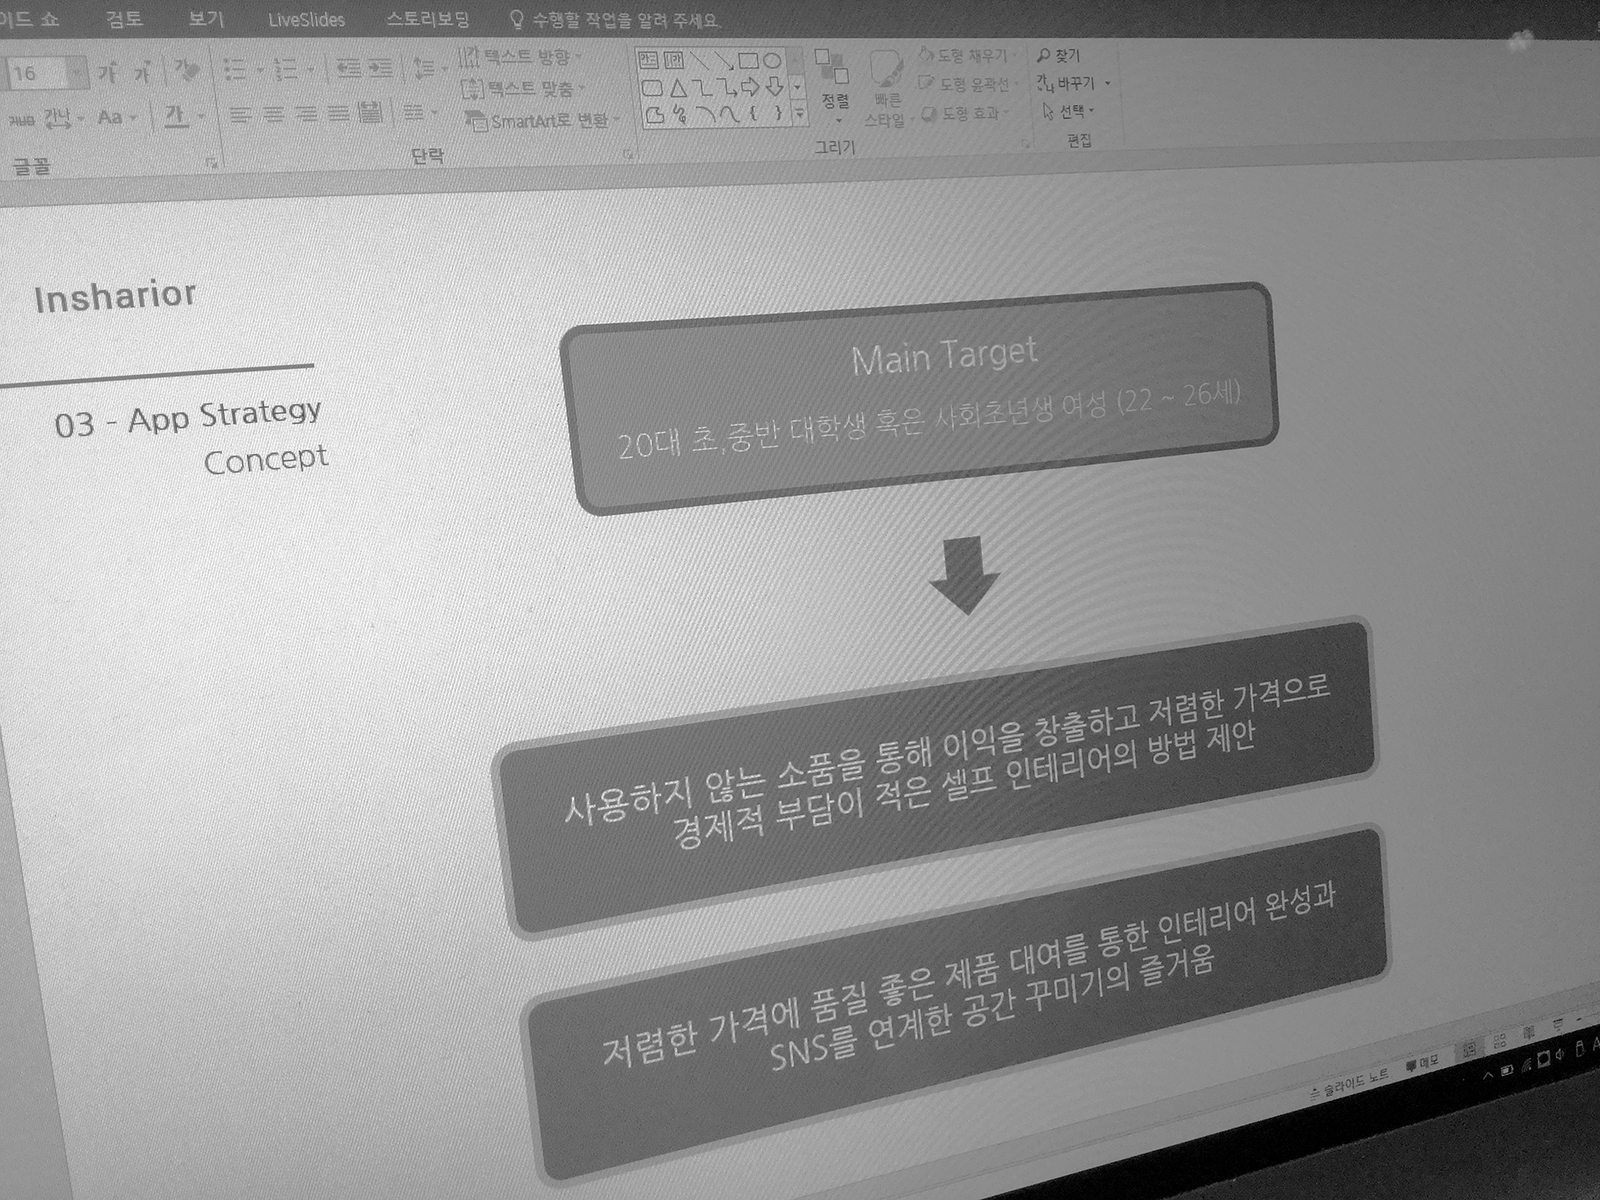 이드 쇼 검토 보기 LiveSlides 스토리보딩 수행할 작업을 알려 주세요.
16 가 가 가
가나 Aa 가
텍스트 방향
텍스트 맞춤
SmartArt로 변환
정렬
빠른
스타일
도형 채우기
도형 윤곽선
도형 효과
찾기
바꾸기
선택
글꼴 단락 그리기 편집
Insharior
03 - App Strategy
Concept
Main Target
20대 초,중반 대학생 혹은 사회초년생 여성 (22 ~ 26세)
사용하지 않는 소품을 통해 이익을 창출하고 저렴한 가격으로
경제적 부담이 적은 셀프 인테리어의 방법 제안
저렴한 가격에 품질 좋은 제품 대여를 통한 인테리어 완성과
SNS를 연계한 공간 꾸미기의 즐거움
슬라이드 노트 메모